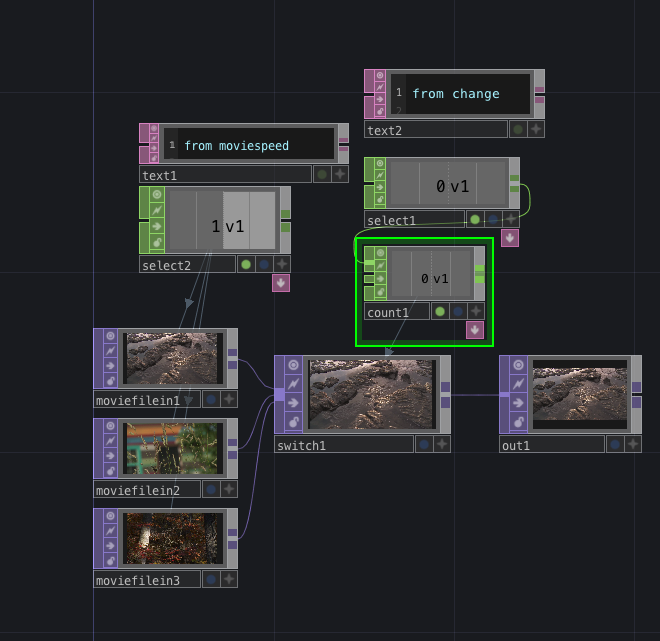 1 from change
2
text2
1 from moviespeed
text1
0 v1
select1
1 v1
select2
0 v1
count1
moviefilein1
switch1
out1
moviefilein2
moviefilein3